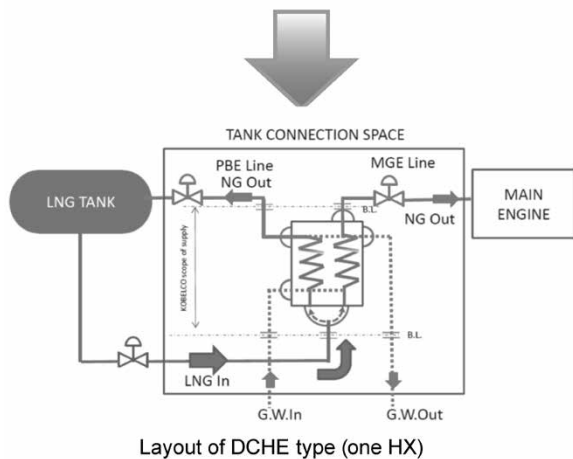 TANK CONNECTION SPACE
PBE Line
NG Out
MGE Line
LNG TANK
B.L.
NG Out
MAIN
ENGINE
KOBELCO scope of supply
B.L.
LNG In
G.W.In
G.W.Out
Layout of DCHE type (one HX)